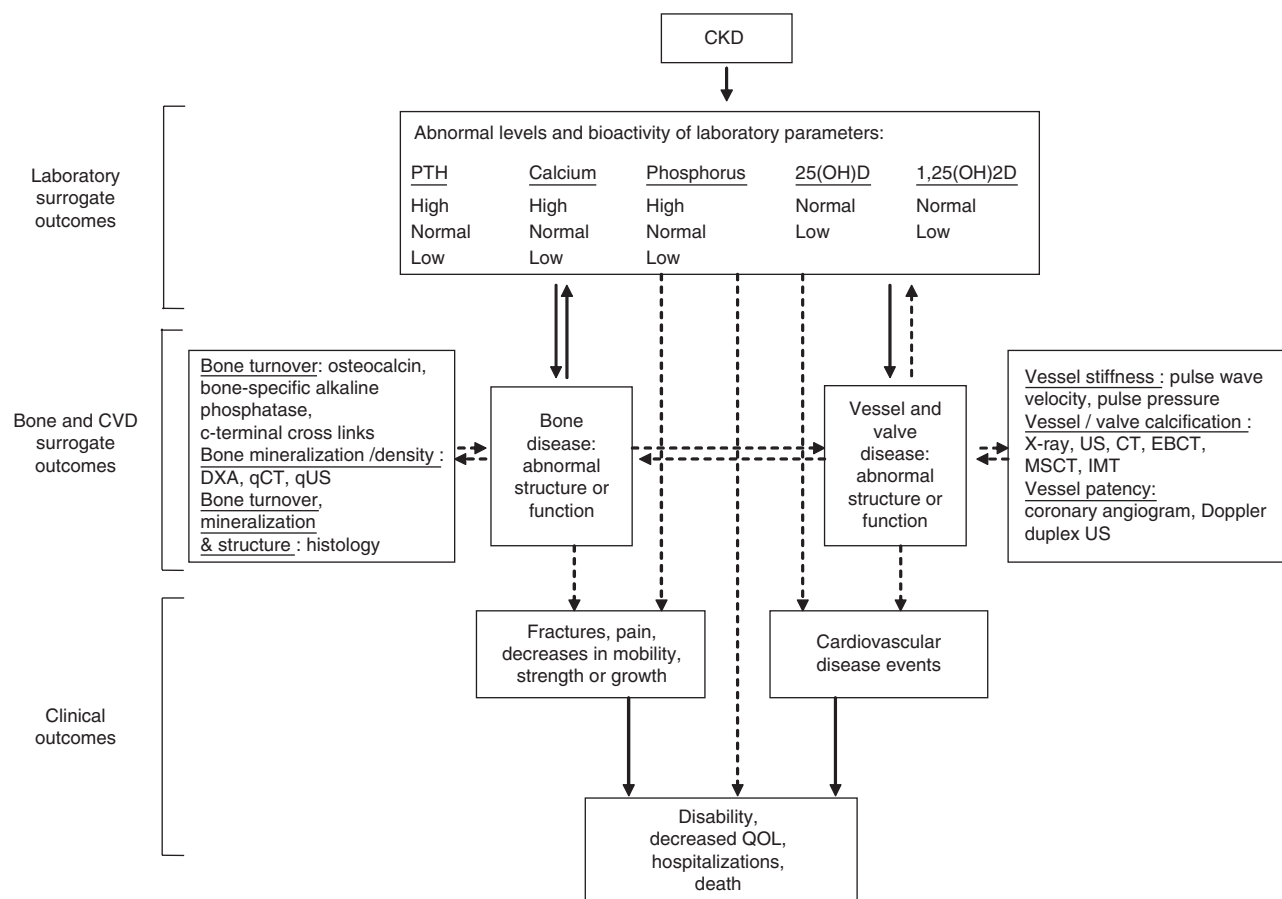 CKD
Laboratory
surrogate
outcomes
Abnormal levels and bioactivity of laboratory parameters:
PTH Calcium Phosphorus 25(OH)D 1,25(OH)2D
High High High Normal Normal
Normal Normal Normal Low Low
Low Low Low
Bone and CVD
surrogate
outcomes
Bone turnover: osteocalcin,
bone-specific alkaline
phosphatase,
c-terminal cross links
Bone mineralization /density :
DXA, qCT, qUS
Bone turnover,
mineralization
& structure : histology
Bone
disease:
abnormal
structure or
function
Vessel and
valve
disease:
abnormal
structure or
function
Vessel stiffness : pulse wave
velocity, pulse pressure
Vessel / valve calcification :
X-ray, US, CT, EBCT,
MSCT, IMT
Vessel patency:
coronary angiogram, Doppler
duplex US
Clinical
outcomes
Fractures, pain,
decreases in mobility,
strength or growth
Cardiovascular
disease events
Disability,
decreased QOL,
hospitalizations,
death